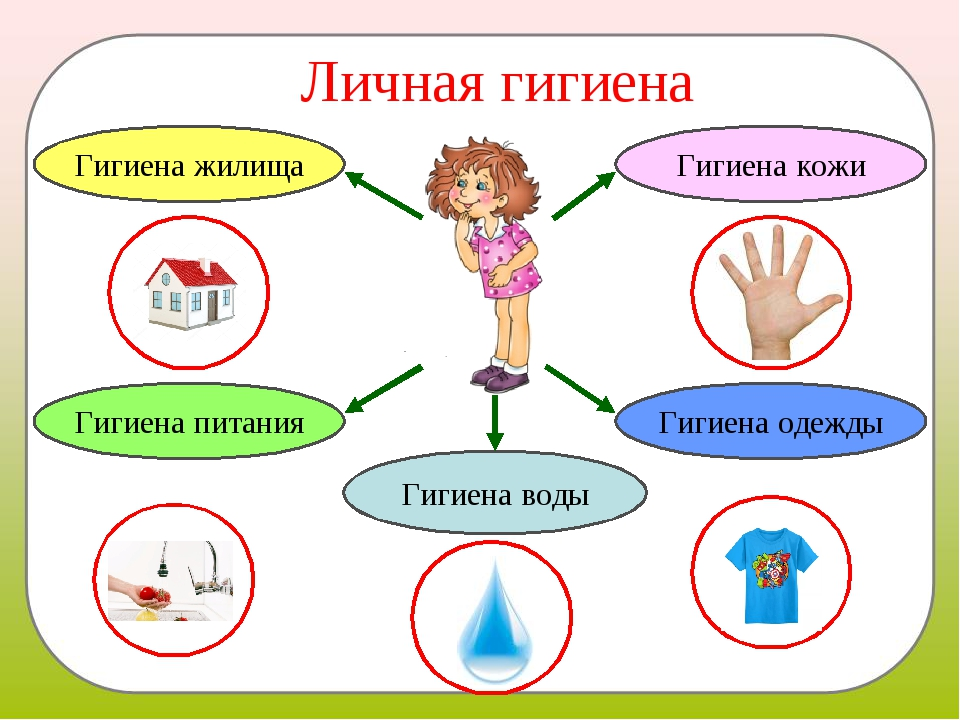 Личная гигиена
Гигиена жилища
Гигиена кожи
Гигиена питания
Гигиена одежды
Гигиена воды